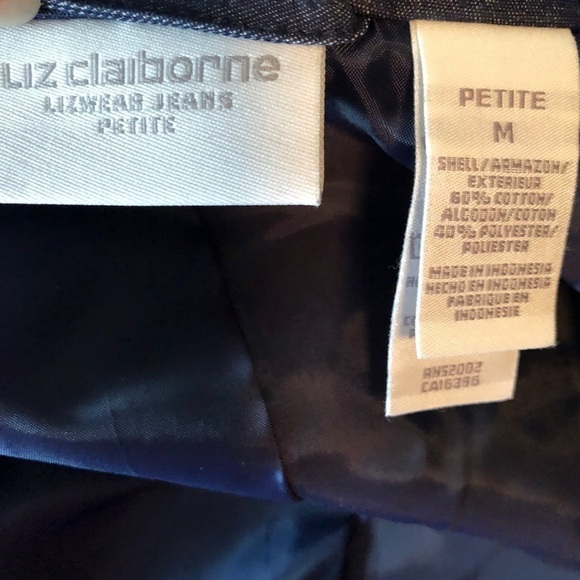 Liz claiborne
LIZWEAR JEANS
PETITE
PETITE
M
SHELL/ARMAZON/
EXTERIEUR
60% COTTON/
ALGODON/COTON
40% POLYESTER/
POLIESTER
MADE IN INDONESIA
HECHO EN INDONESIA
FABRIQUE EN
INDONESIE
RN52002
CA16396